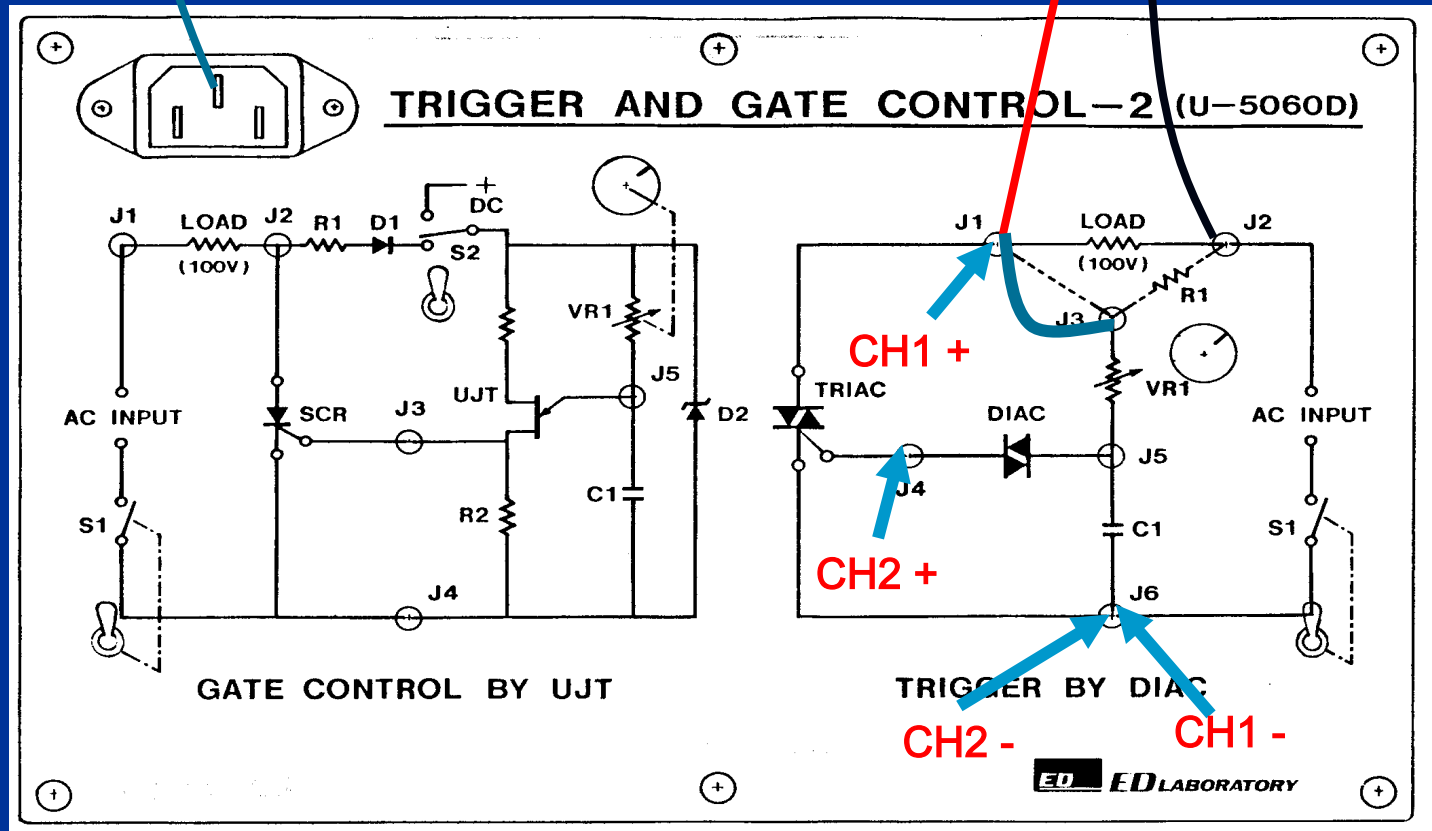 TRIGGER AND GATE CONTROL-2 (U-5060D)
J1
LOAD
(100V)
J2
R1
D1
+
DC
S2
VR1
J5
UJT
SCR
J3
AC INPUT
D2
C1
R2
S1
J4
GATE CONTROL BY UJT
J1
LOAD
(100V)
J2
R1
J3
CH1 +
VR1
TRIAC
DIAC
AC INPUT
J5
J4
C1
S1
CH2 +
J6
TRIGGER BY DIAC
CH2 -
CH1 -
ED ED LABORATORY